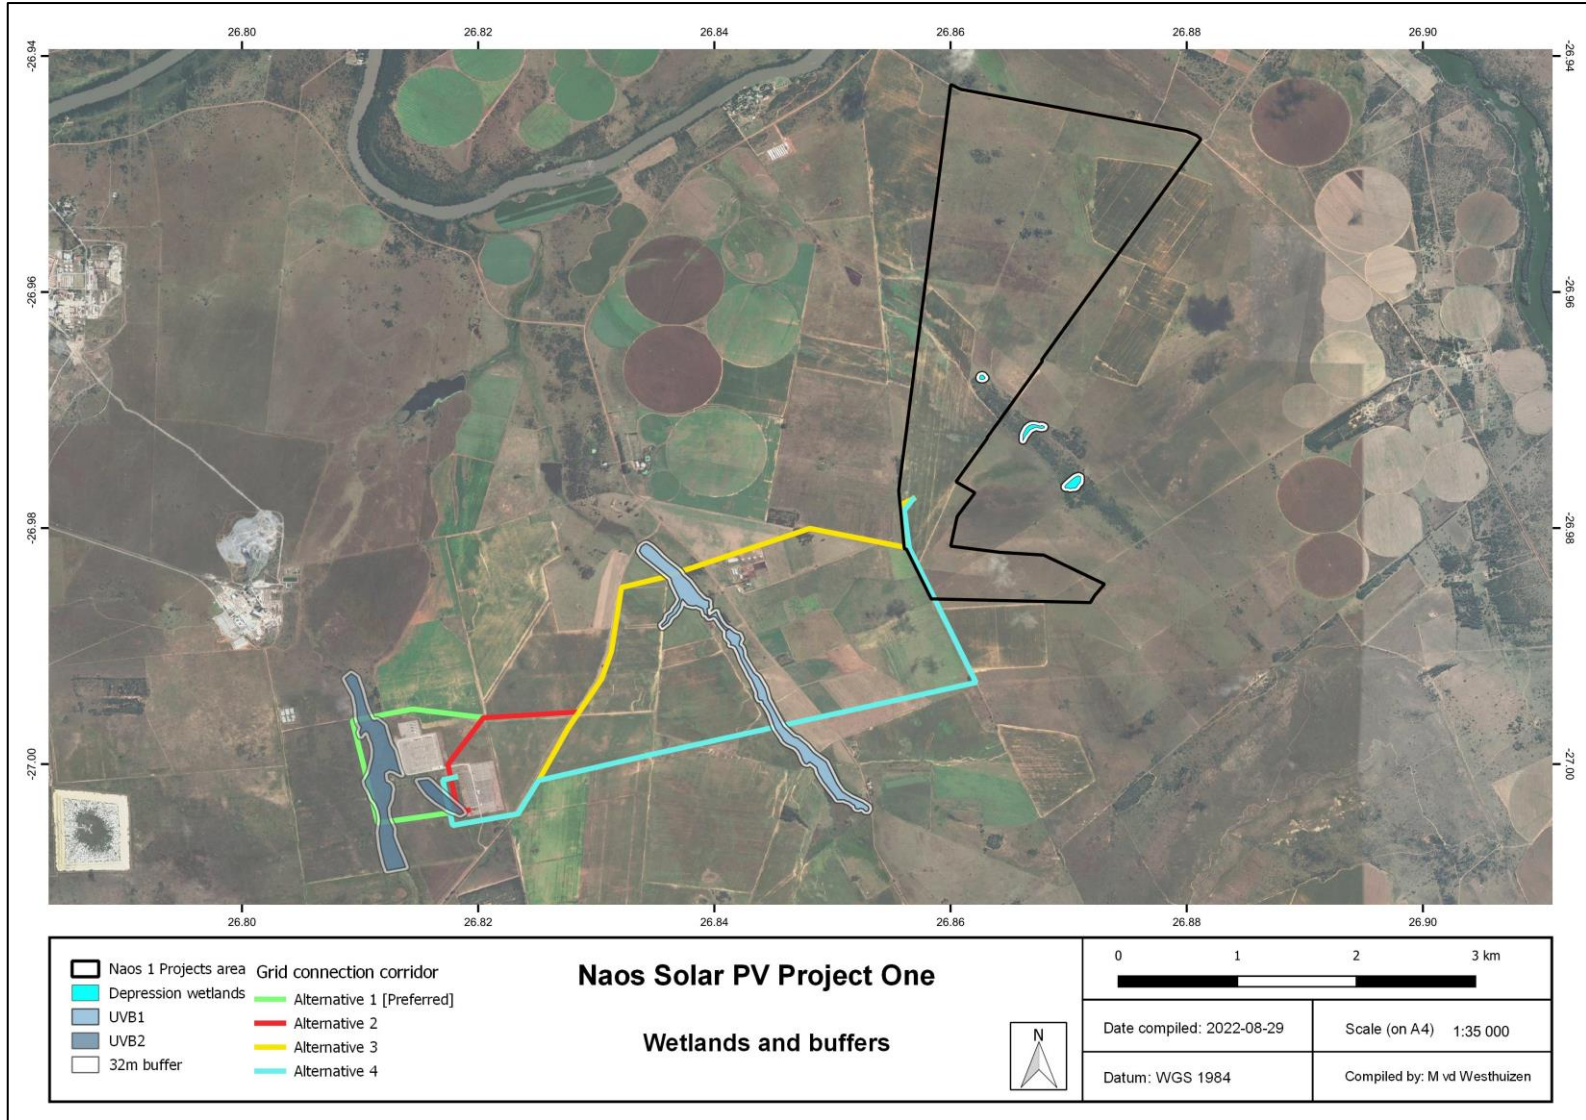 26.80 26.82 26.84 26.86 26.88 26.90
-26.94 -26.94
-26.96 -26.96
-26.98 -26.98
-27.00 -27.00
26.80 26.82 26.84 26.86 26.88 26.90
Naos 1 Projects area
Depression wetlands
UVB1
UVB2
32m buffer
Grid connection corridor
Alternative 1 [Preferred]
Alternative 2
Alternative 3
Alternative 4
Naos Solar PV Project One
Wetlands and buffers
N
0 1 2 3 km
Date compiled: 2022-08-29
Scale (on A4) 1:35 000
Datum: WGS 1984
Compiled by: M vd Westhuizen